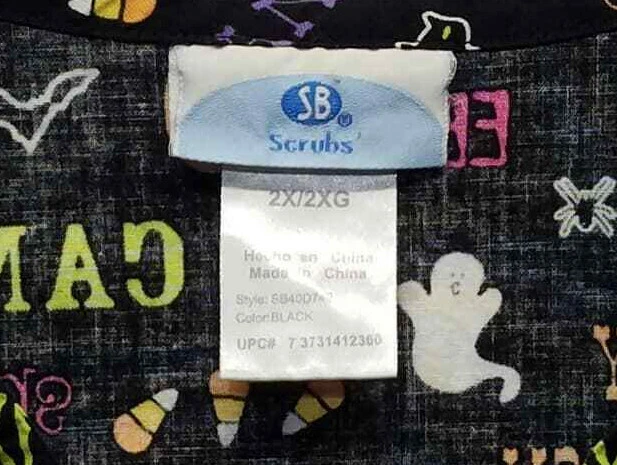 SB®
Scrubs
2X/2XG
Hecho en China
Made in China
Color:BLACK
UPC# 7 3731412360